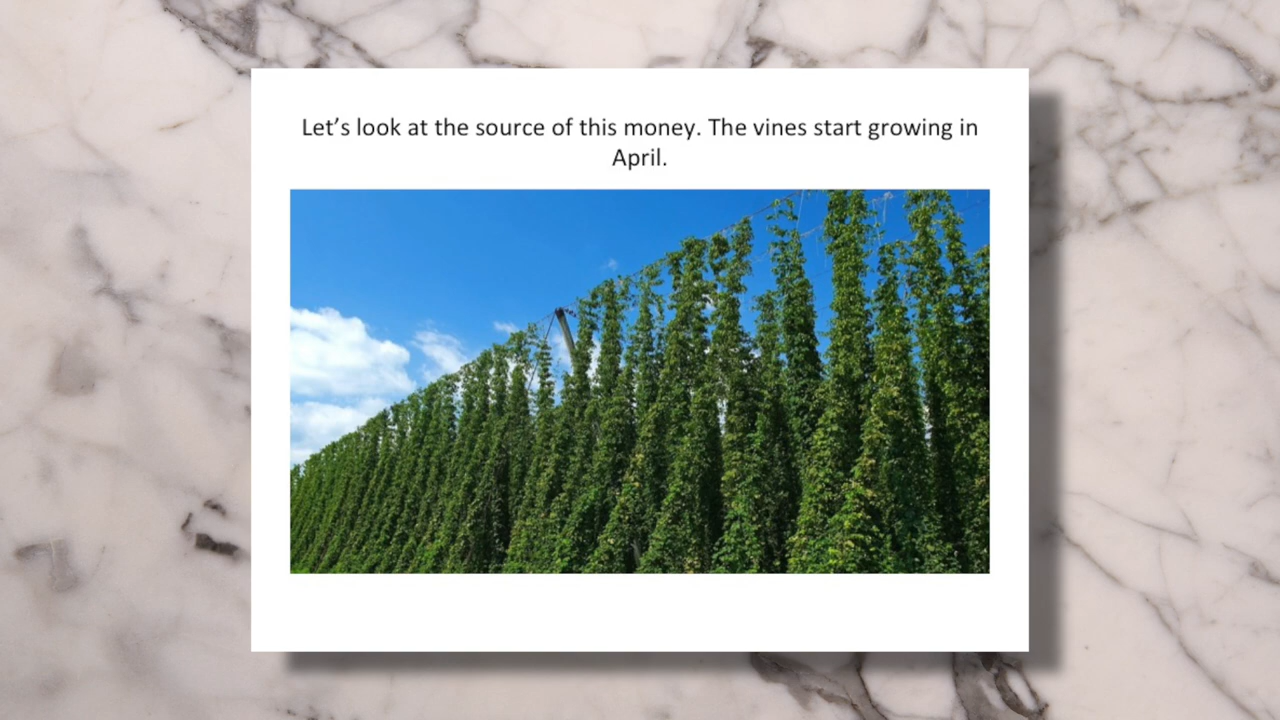 Let’s look at the source of this money. The vines start growing in
April.